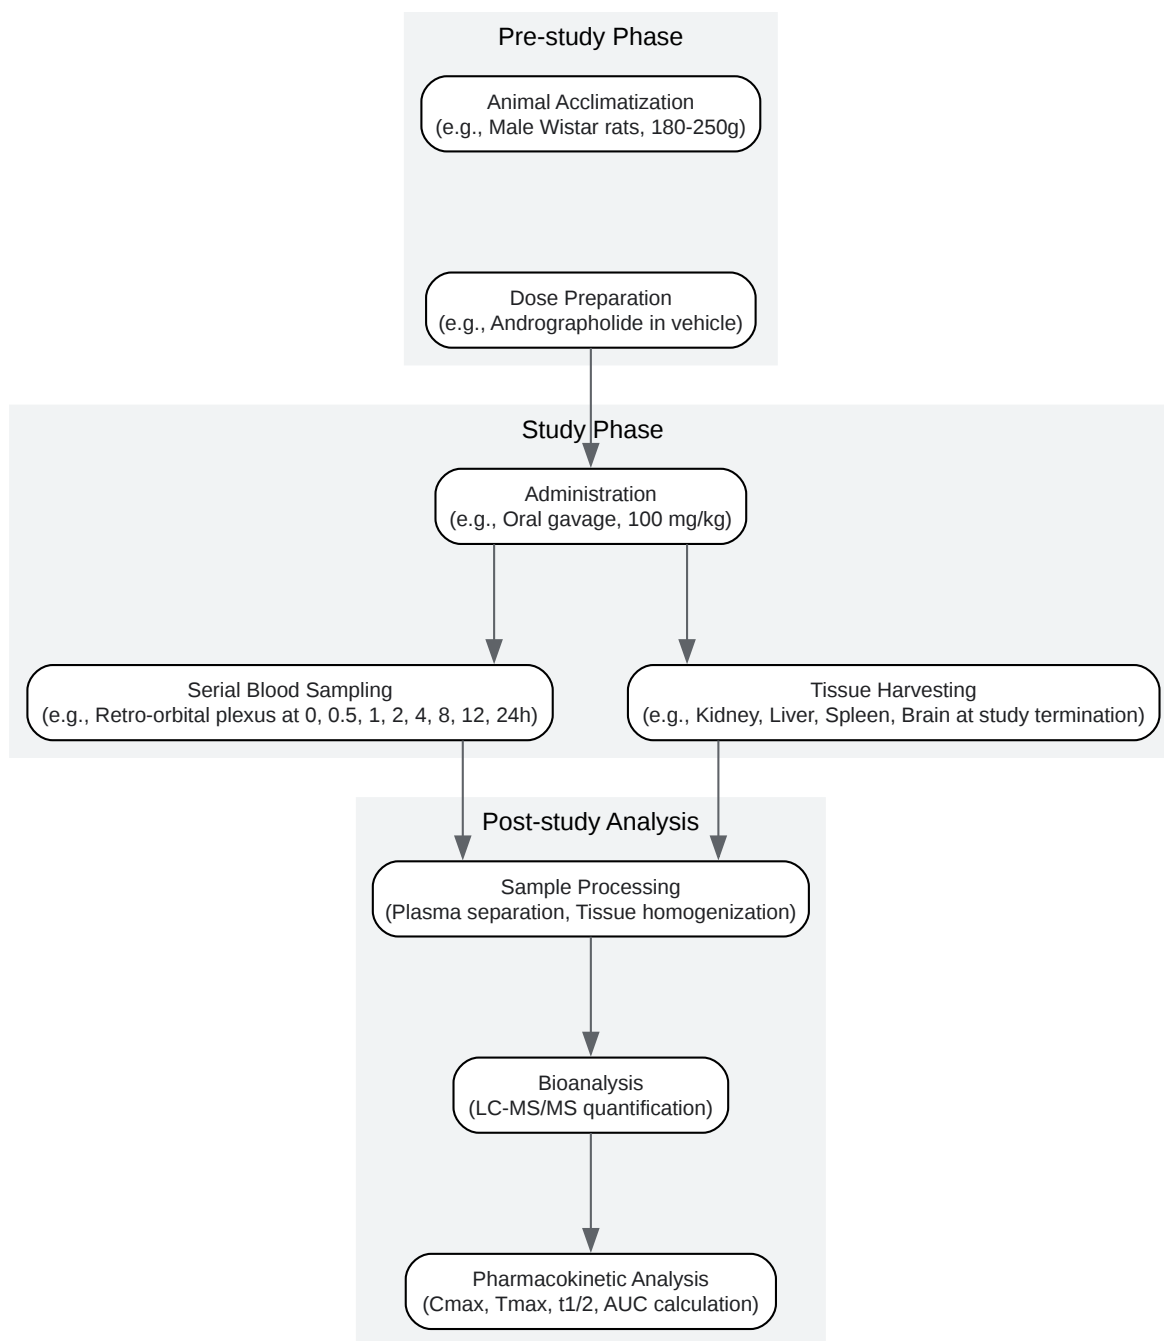 Pre-study Phase
Animal Acclimatization
(e.g., Male Wistar rats, 180-250g)
Dose Preparation
(e.g., Andrographolide in vehicle)
Study Phase
Administration
(e.g., Oral gavage, 100 mg/kg)
Serial Blood Sampling
(e.g., Retro-orbital plexus at 0, 0.5, 1, 2, 4, 8, 12, 24h)
Tissue Harvesting
(e.g., Kidney, Liver, Spleen, Brain at study termination)
Post-study Analysis
Sample Processing
(Plasma separation, Tissue homogenization)
Bioanalysis
(LC-MS/MS quantification)
Pharmacokinetic Analysis
(Cmax, Tmax, t1/2, AUC calculation)